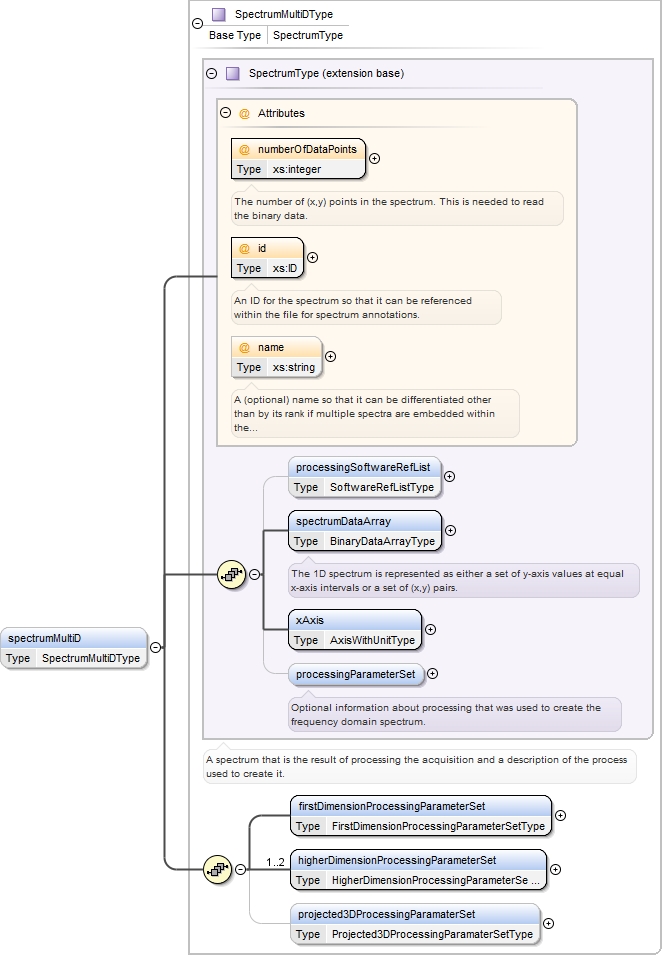 SpectrumMultiDType
Base Type SpectrumType
SpectrumType (extension base)
@ Attributes
@ numberOfDataPoints
Type xs:integer
The number of (x,y) points in the spectrum. This is needed to read
the binary data.
@ id
Type xs:ID
An ID for the spectrum so that it can be referenced
within the file for spectrum annotations.
@ name
Type xs:string
A (optional) name so that it can be differentiated other
than by its rank if multiple spectra are embedded within
the...
processingSoftwareRefList
Type SoftwareRefListType
spectrumDataArray
Type BinaryDataArrayType
The 1D spectrum is represented as either a set of y-axis values at equal
x-axis intervals or a set of (x,y) pairs.
xAxis
Type AxisWithUnitType
spectrumMultiD
Type SpectrumMultiDType
processingParameterSet
Optional information about processing that was used to create the
frequency domain spectrum.
A spectrum that is the result of processing the acquisition and a description of the process
used to create it.
firstDimensionProcessingParameterSet
Type FirstDimensionProcessingParameterSetType
1..2
higherDimensionProcessingParameterSet
Type HigherDimensionProcessingParameterSe ...
projected3DProcessingParamaterSet
Type Projected3DProcessingParamaterSetType